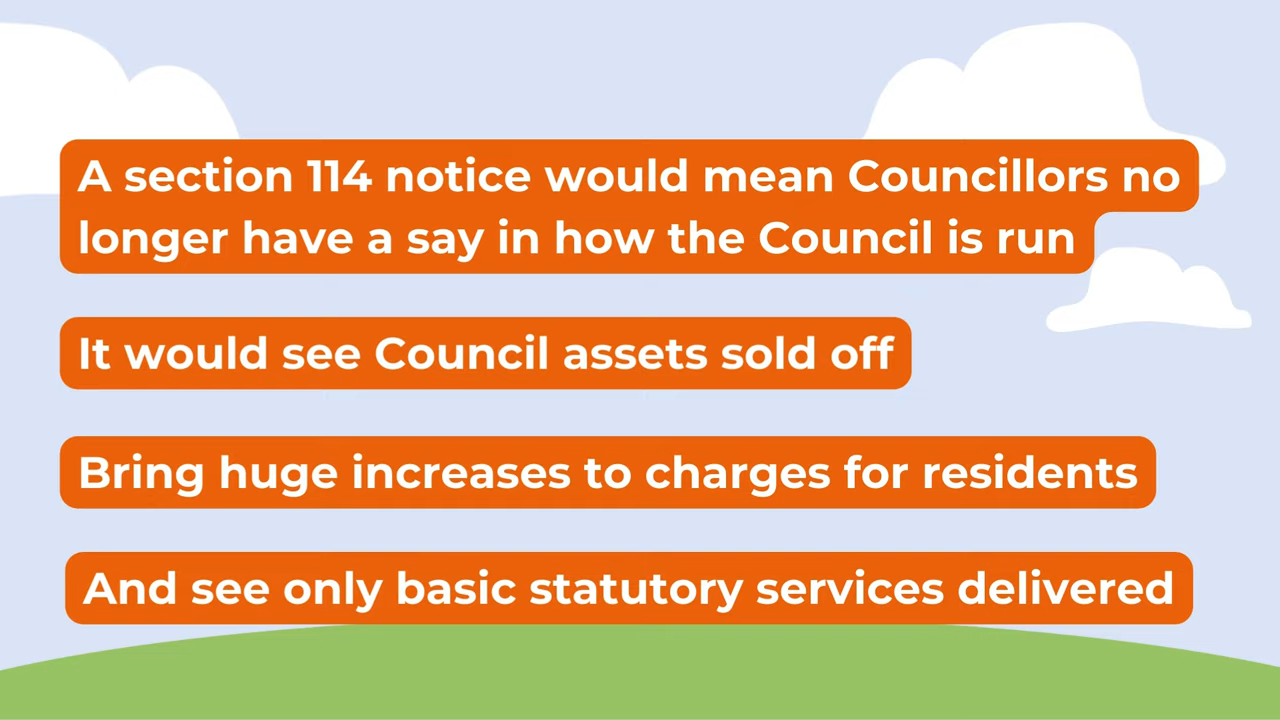 A section 114 notice would mean Councillors no
longer have a say in how the Council is run
It would see Council assets sold off
Bring huge increases to charges for residents
And see only basic statutory services delivered